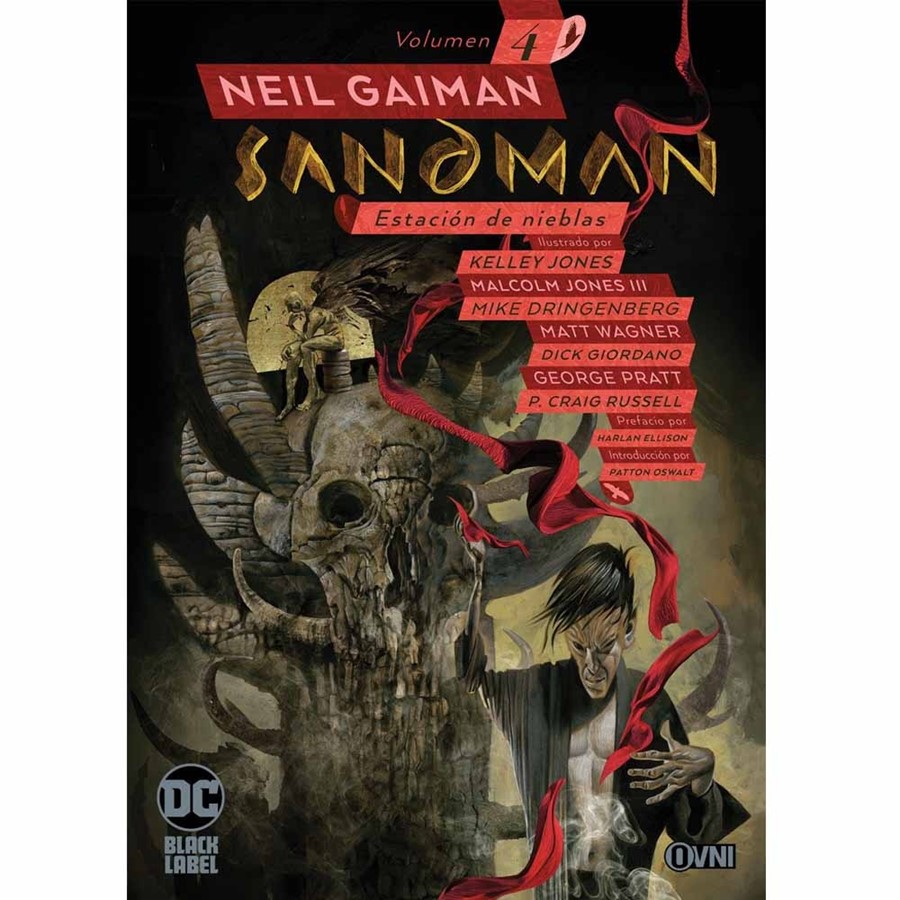 Volumen 4
NEIL GAIMAN
SANDMAN
Estación de nieblas
Ilustrado por
KELLEY JONES
MALCOLM JONES III
MIKE DRINGENBERG
MATT WAGNER
DICK GIORDANO
GEORGE PRATT
P. CRAIG RUSSELL
Prefacio por
HARLAN ELLISON
Introducción por
PATTON OSWALT
DC
BLACK
LABEL
OVNI